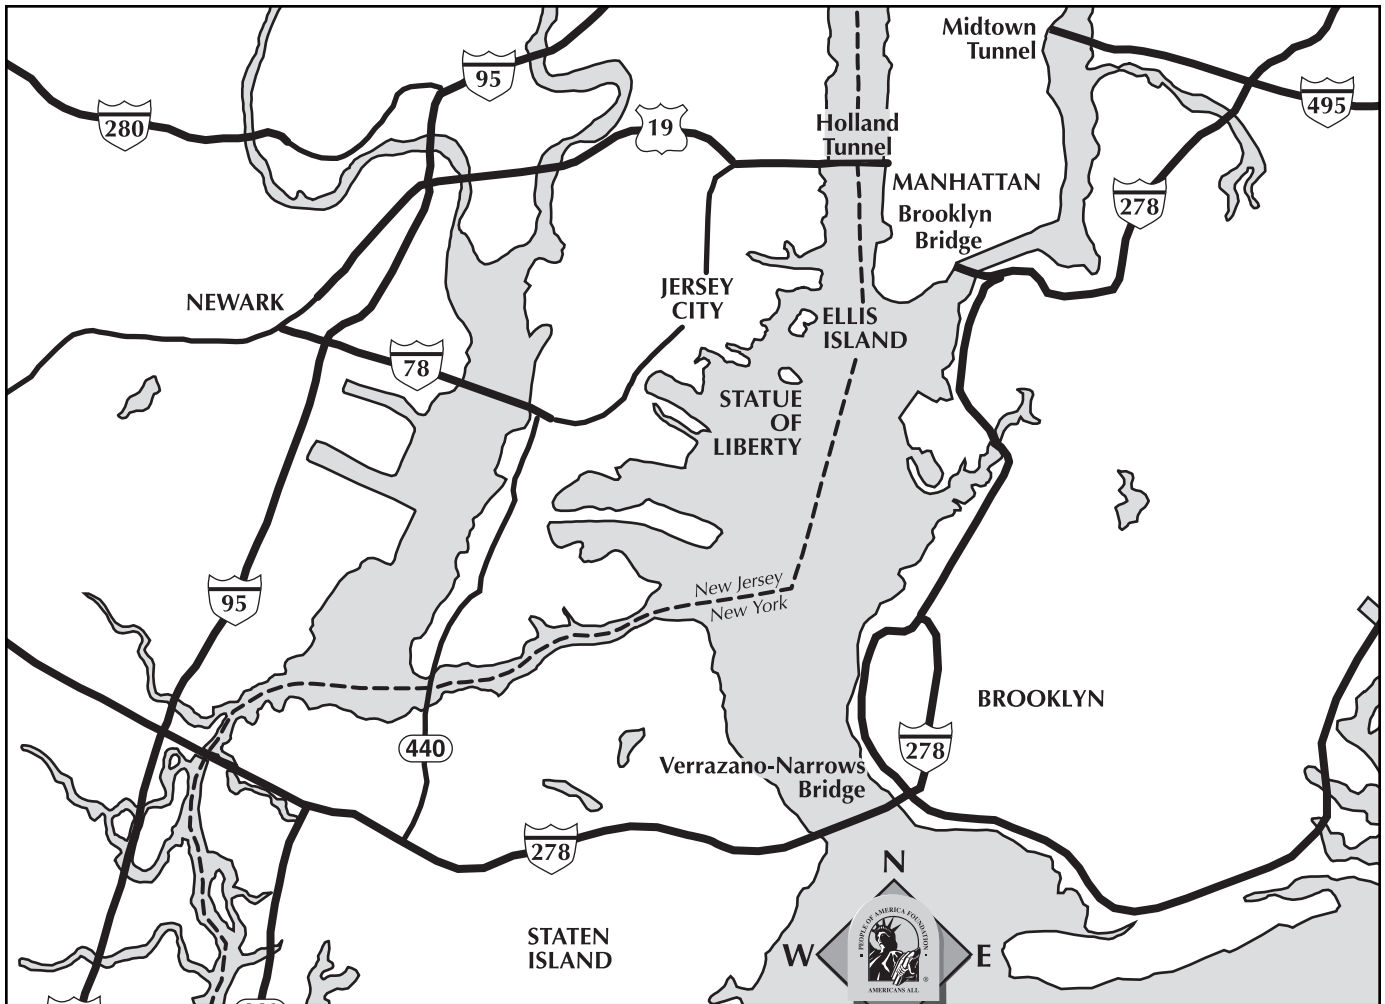 Midtown
Tunnel
95
495
280
19
Holland
Tunnel
MANHATTAN
278
Brooklyn
Bridge
JERSEY
CITY
NEWARK
ELLIS
ISLAND
78
STATUE
OF
LIBERTY
New Jersey
New York
95
BROOKLYN
440
278
Verrazano-Narrows
Bridge
278
N
W
E
• PEOPLE OF AMERICA FOUNDATION •
®
AMERICANS ALL
STATEN
ISLAND